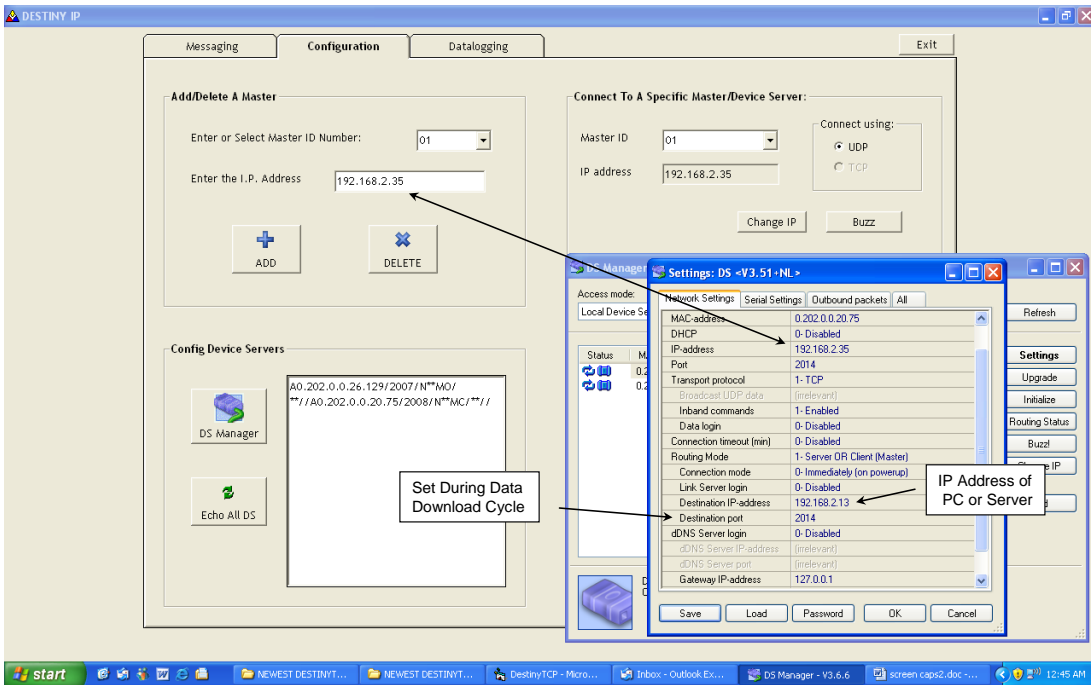 DESTINY IP
Messaging
Configuration
Datalogging
Exit
Add/Delete A Master
Enter or Select Master ID Number:
01
Enter the I.P. Address
192.168.2.35
ADD
DELETE
Connect To A Specific Master/Device Server:
Master ID
01
IP address
192.168.2.35
Connect using:
UDP
TCP
Change IP
Buzz
Config Device Servers
DS Manager
Echo All DS
A0.202.0.0.26.129/2007/N**MO/
**//A0.202.0.0.20.75/2008/N**MC/**//
Set During Data
Download Cycle
DS Manager
Access mode:
Local Device Se
Status
0.2
0.2
Refresh
Settings
Upgrade
Initialize
Routing Status
Buzz!
Settings: DS <V3.51+NL>
Network Settings
Serial Settings
Outbound packets
All
MAC-address 0.202.0.0.20.75
DHCP 0- Disabled
IP-address 192.168.2.35
Port 2014
Transport protocol 1- TCP
Broadcast UDP data (irrelevant)
Inband commands 1- Enabled
Data login 0- Disabled
Connection timeout (min) 0- Disabled
Routing Mode 1- Server OR Client (Master)
Connection mode 0- Immediately (on powerup)
Link Server login 0- Disabled
Destination IP-address 192.168.2.13
Destination port 2014
dDNS Server login 0- Disabled
dDNS Server IP-address (irrelevant)
dDNS Server port (irrelevant)
Gateway IP-address 127.0.0.1
Save
Load
Password
OK
Cancel
IP Address of
PC or Server
start
NEWEST DESTINYT...
NEWEST DESTINYT...
DestinyTCP - Micro...
Inbox - Outlook Ex...
DS Manager - V3.6.6
screen caps2.doc -...
12:45 AM